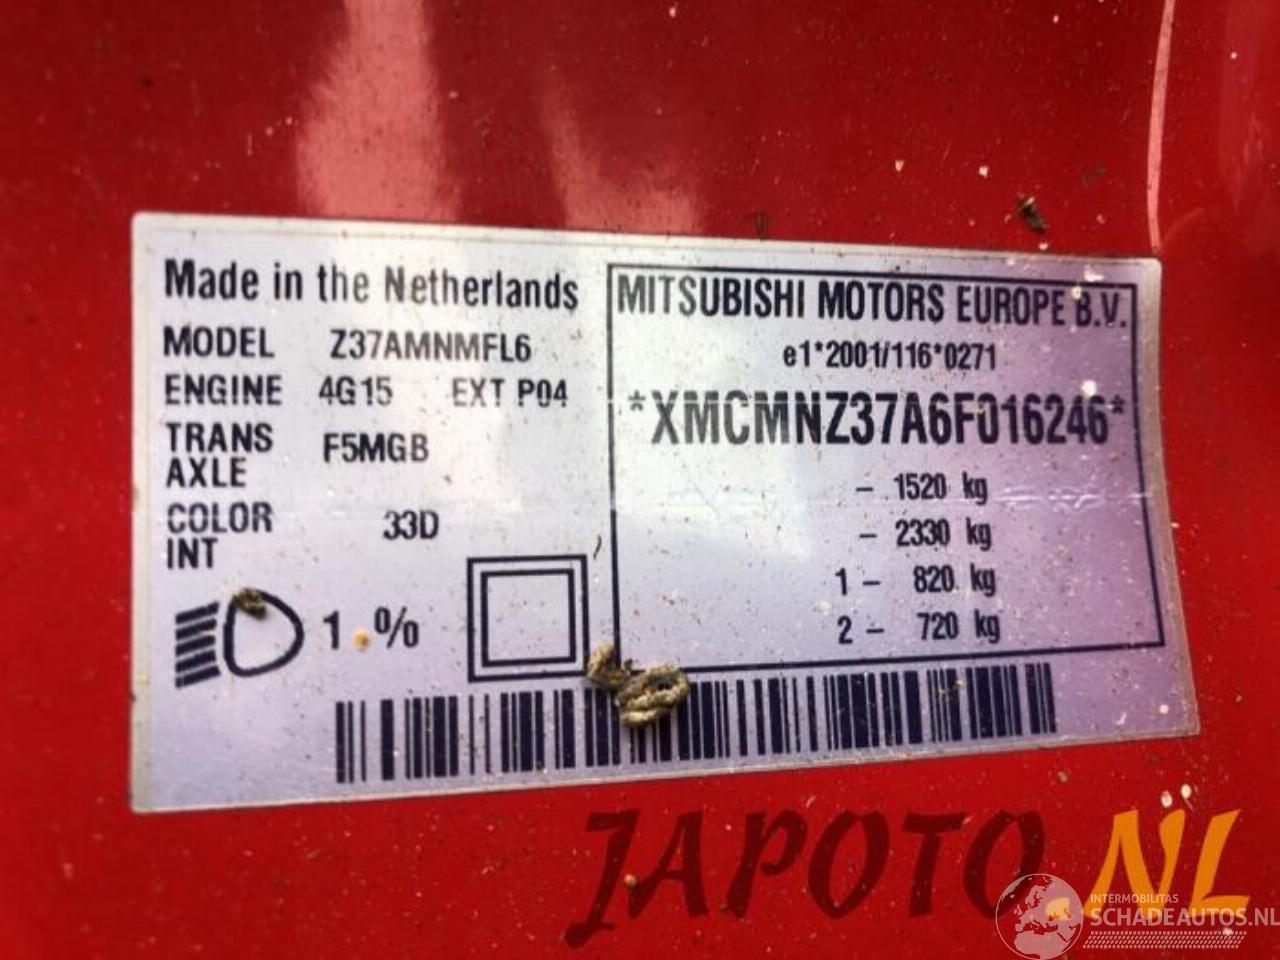 Made in the Netherlands
MODEL Z37AMNMFL6
ENGINE 4G15 EXT P04
TRANS AXLE F5MGB
COLOR INT 33D
1.%
MITSUBISHI MOTORS EUROPE B.V.
e1*2001/116*0271
*XMCMNZ37A6F016246*
- 1520 kg
- 2330 kg
1 - 820 kg
2 - 720 kg
JAPOTO.NL
INTERMOBILITAS
SCHADEAUTOS.NL